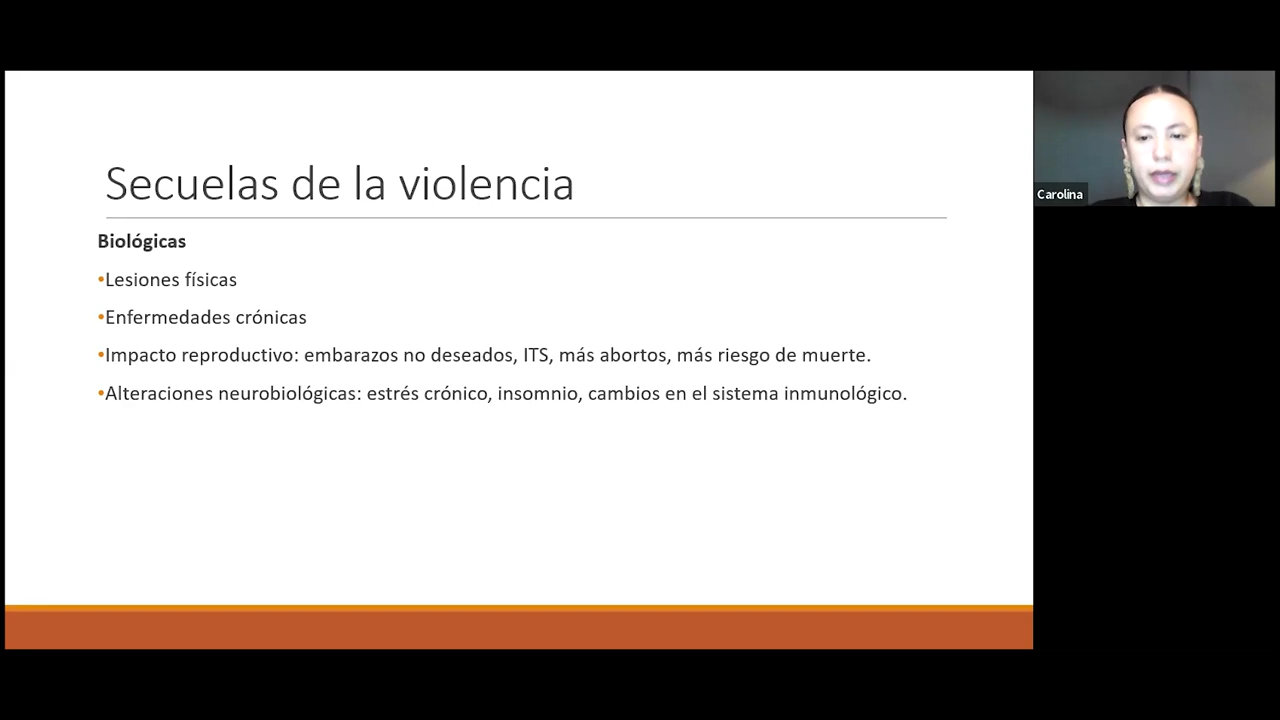 Secuelas de la violencia
Biológicas
•Lesiones físicas
•Enfermedades crónicas
•Impacto reproductivo: embarazos no deseados, ITS, más abortos, más riesgo de muerte.
•Alteraciones neurobiológicas: estrés crónico, insomnio, cambios en el sistema inmunológico.
Carolina